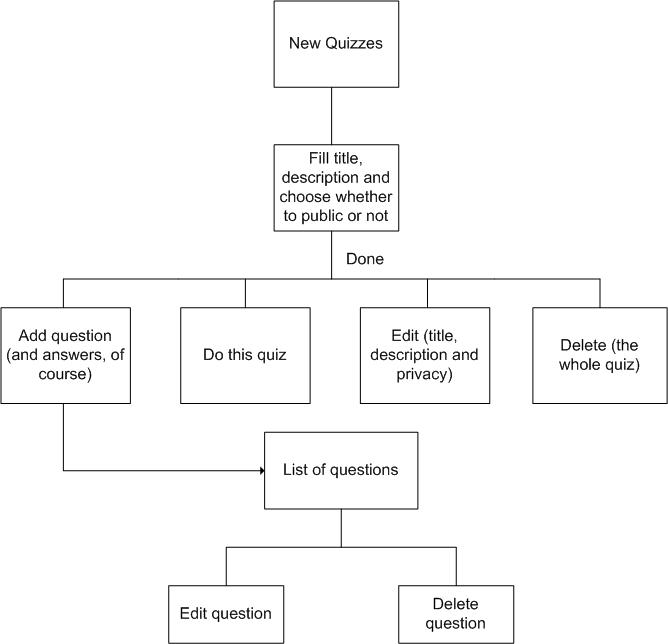 New Quizzes
Fill title,
description and
choose whether
to public or not
Done
Add question
(and answers, of
course)
Do this quiz
Edit (title,
description and
privacy)
Delete (the
whole quiz)
List of questions
Edit question
Delete
question